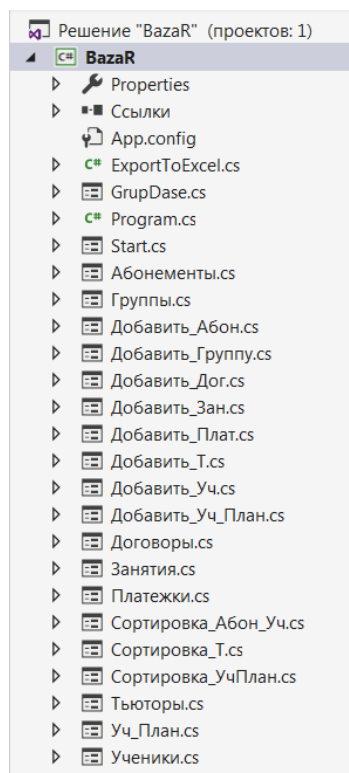 Решение "BazaR" (проектов: 1)
C# BazaR
Properties
Ссылки
App.config
C# ExportToExcel.cs
GrupDase.cs
C# Program.cs
Start.cs
Абонементы.cs
Группы.cs
Добавить_Абон.cs
Добавить_Группу.cs
Добавить_Дог.cs
Добавить_Зан.cs
Добавить_Плат.cs
Добавить_Т.cs
Добавить_Уч.cs
Добавить_Уч_План.cs
Договоры.cs
Занятия.cs
Платежки.cs
Сортировка_Абон_Уч.cs
Сортировка_Т.cs
Сортировка_УчПлан.cs
Тьюторы.cs
Уч_План.cs
Ученики.cs